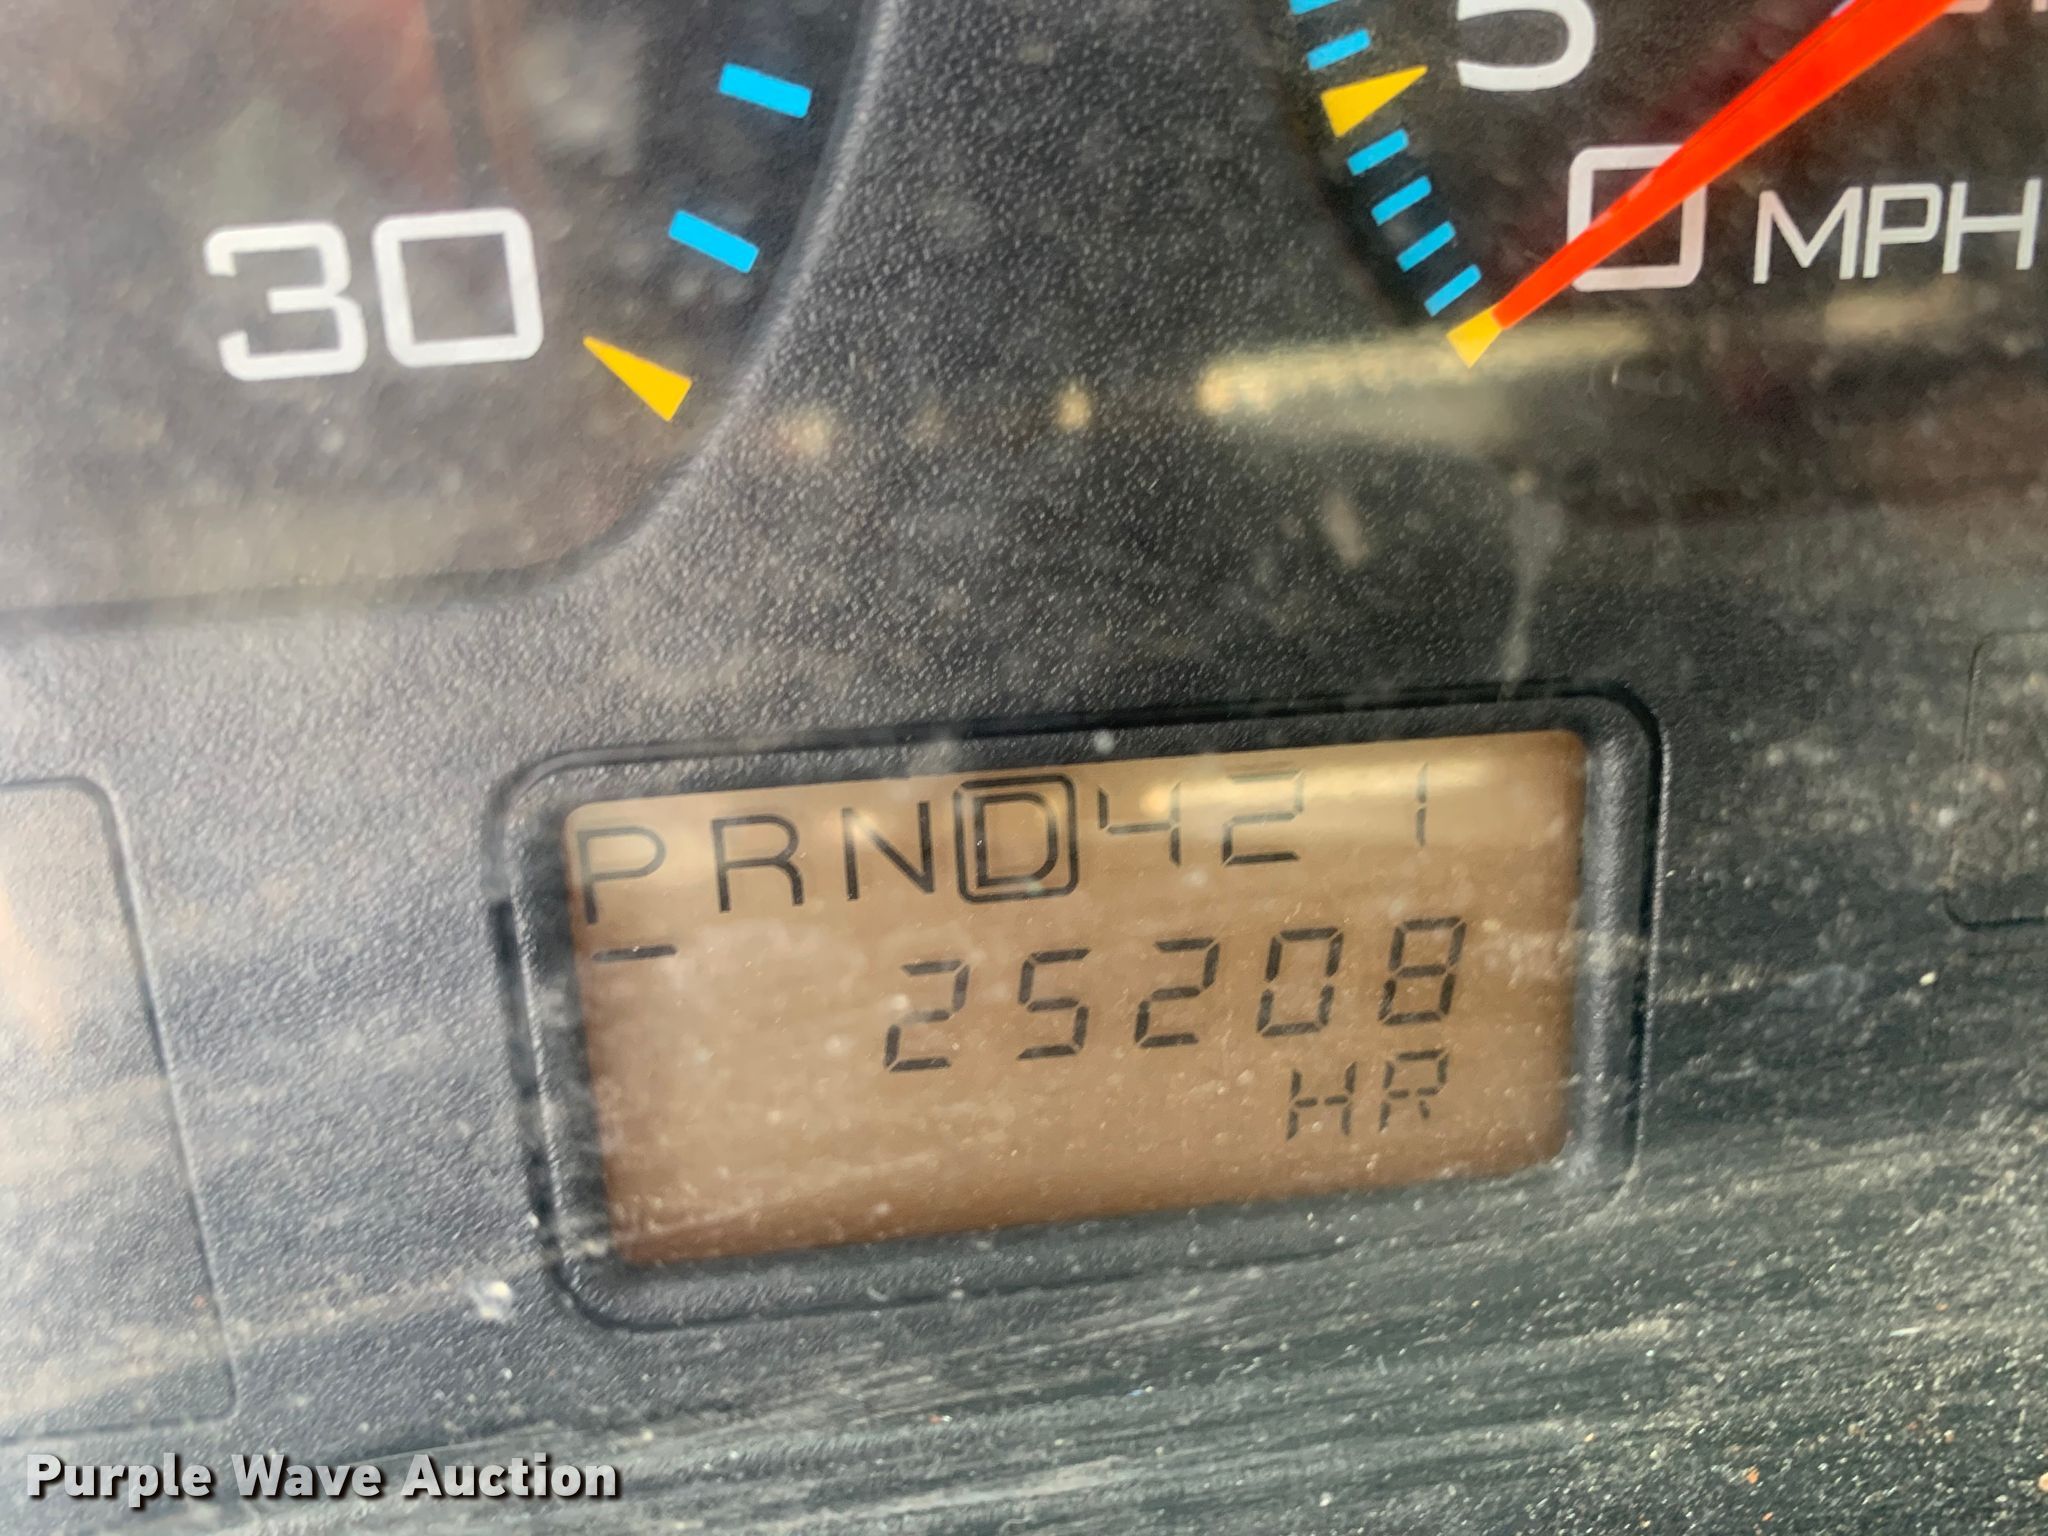 5
0 MPH
30
PRND421
25208
HR
Purple Wave Auction